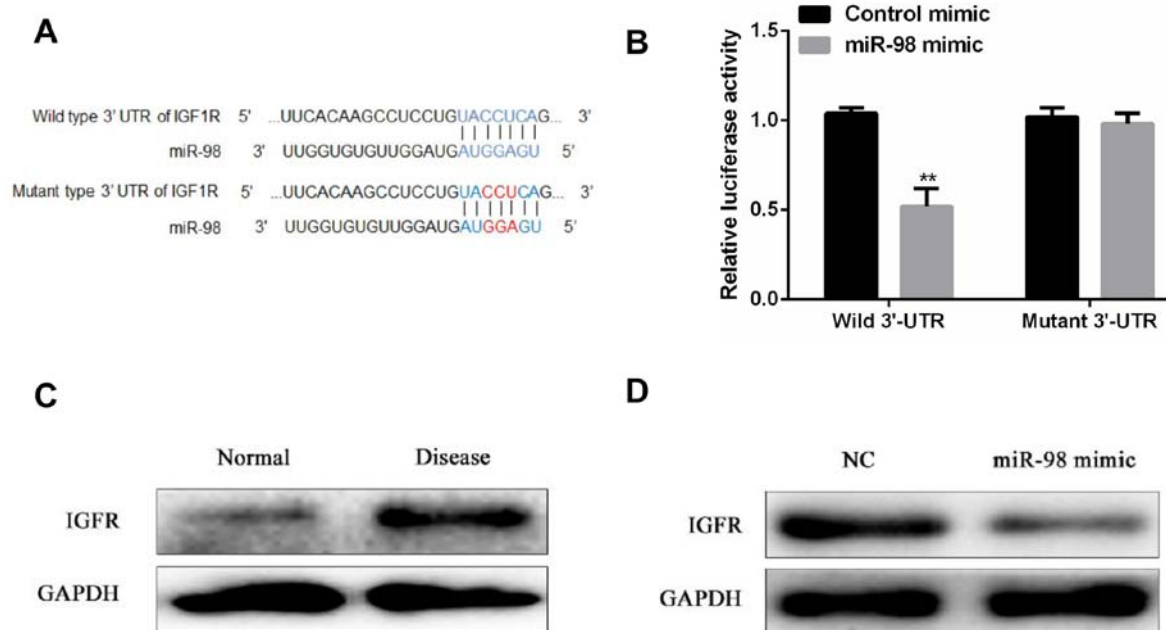 A
Wild type 3' UTR of IGF1R 5' ...UUCACAAGCCUCCUGUACCUCAG... 3'
miR-98 3' UUGGUGUGUUGGAUGAUGGAGU 5'
Mutant type 3' UTR of IGF1R 5' ...UUCACAAGCCUCCUGUACCUCAG... 3'
miR-98 3' UUGGUGUGUUGGAUGAUGGAGU 5'
B
Control mimic
miR-98 mimic
Relative luciferase activity
1.5
1.0
0.5
0.0
**
Wild 3'-UTR Mutant 3'-UTR
C
Normal Disease
IGFR
GAPDH
D
NC miR-98 mimic
IGFR
GAPDH